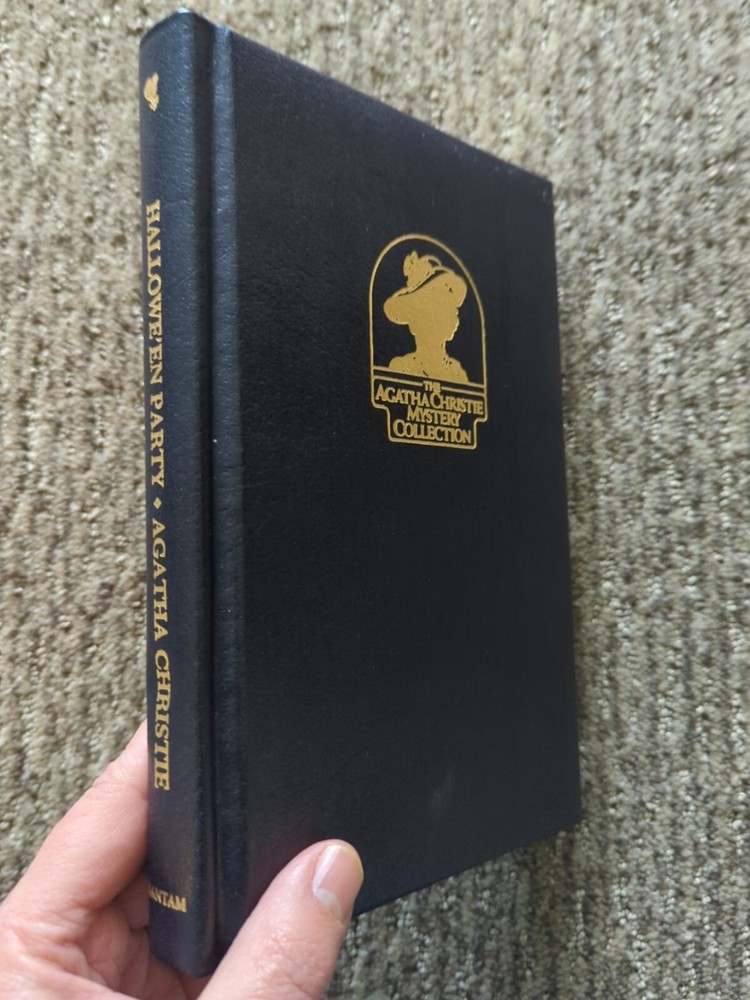 HALLOWE'EN PARTY ◆ AGATHA CHRISTIE
BANTAM
THE
AGATHA CHRISTIE
MYSTERY
COLLECTION